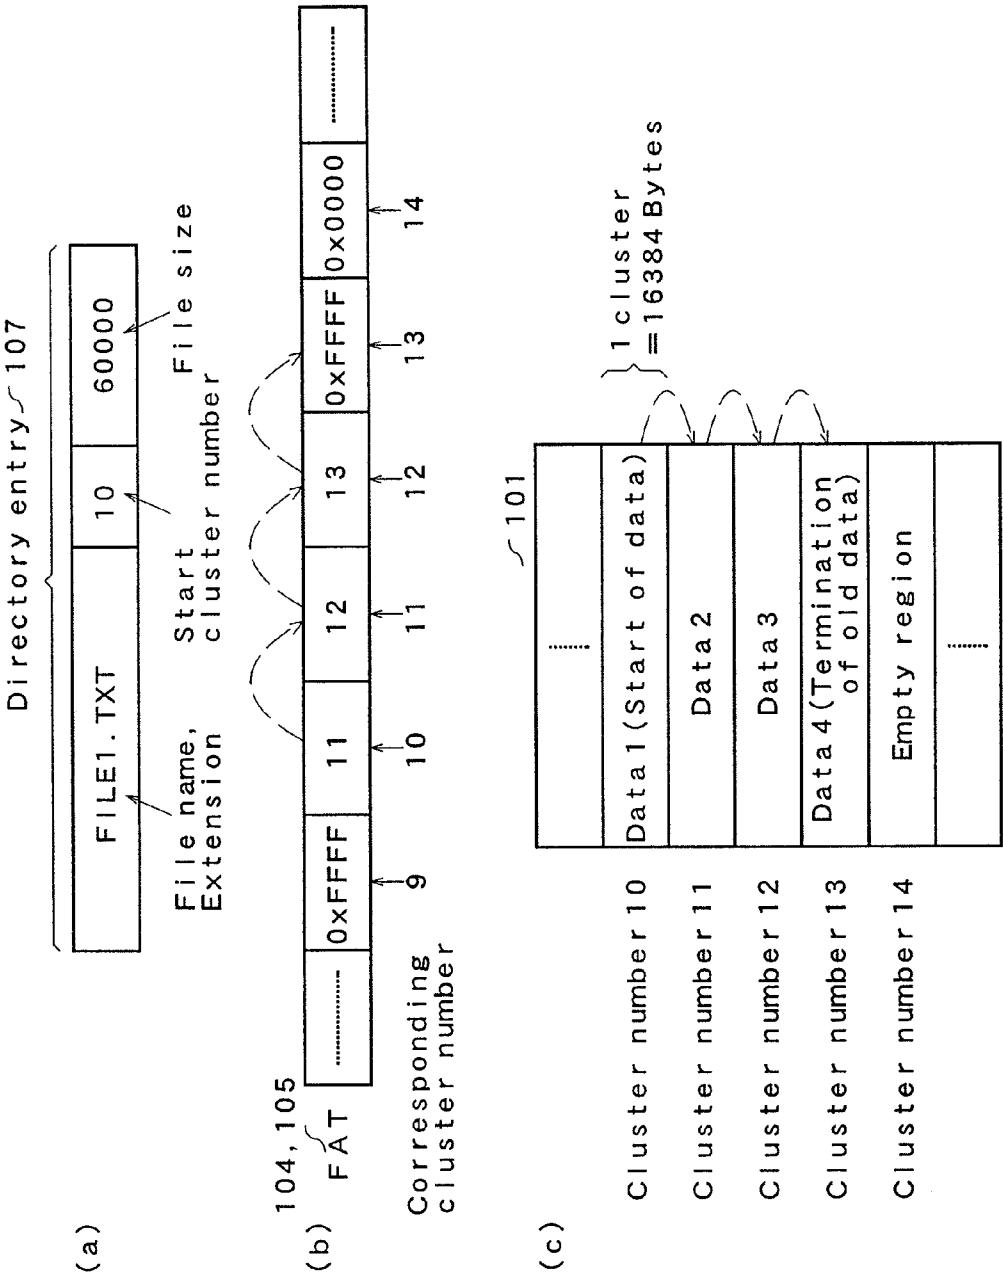 Directory entry 107
(a)
FILE1.TXT 10 60000
File name,
Extension
Start
cluster number
File size
104, 105
(b)
FAT
0xFFFF 11 12 13 0xFFFF 0x0000
9 10 11 12 13 14
Corresponding
cluster number
(c)
101
1 cluster
=16384 Bytes
Cluster number 10 Data 1 (Start of data)
Cluster number 11 Data 2
Cluster number 12 Data 3
Cluster number 13 Data 4 (Termination
of old data)
Cluster number 14 Empty region